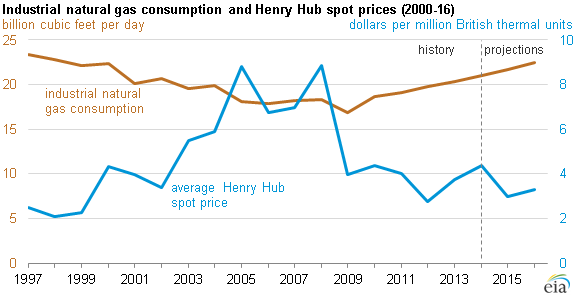 Industrial natural gas consumption and Henry Hub spot prices (2000-16)
billion cubic feet per day dollars per million British thermal units
25 10
history projections
20 8
industrial natural
gas consumption
15 6
10 4
average Henry Hub
spot price
5 2
0 0
1997 1999 2001 2003 2005 2007 2009 2011 2013 2015
eia